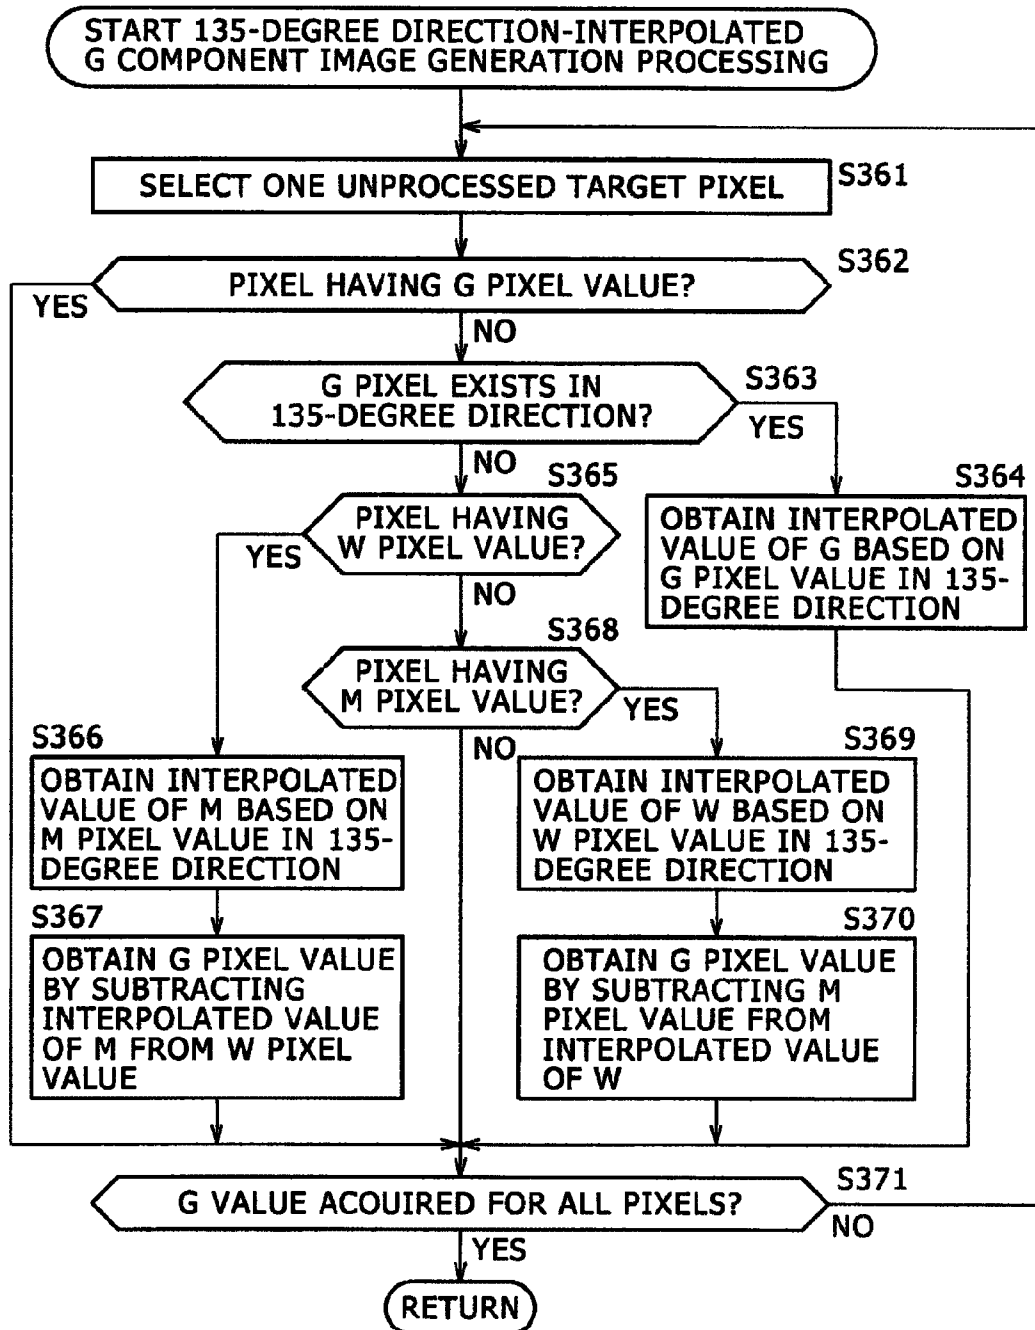 START 135-DEGREE DIRECTION-INTERPOLATED
G COMPONENT IMAGE GENERATION PROCESSING
SELECT ONE UNPROCESSED TARGET PIXEL
S361
PIXEL HAVING G PIXEL VALUE?
S362
YES
NO
G PIXEL EXISTS IN
135-DEGREE DIRECTION?
S363
YES
NO
S365
PIXEL HAVING
W PIXEL VALUE?
YES
NO
S364
OBTAIN INTERPOLATED
VALUE OF G BASED ON
G PIXEL VALUE IN 135-
DEGREE DIRECTION
S368
PIXEL HAVING
M PIXEL VALUE?
YES
NO
S366
OBTAIN INTERPOLATED
VALUE OF M BASED ON
M PIXEL VALUE IN 135-
DEGREE DIRECTION
S369
OBTAIN INTERPOLATED
VALUE OF W BASED ON
W PIXEL VALUE IN 135-
DEGREE DIRECTION
S367
OBTAIN G PIXEL VALUE
BY SUBTRACTING
INTERPOLATED VALUE
OF M FROM W PIXEL
VALUE
S370
OBTAIN G PIXEL VALUE
BY SUBTRACTING M
PIXEL VALUE FROM
INTERPOLATED VALUE
OF W
G VALUE ACOUIRED FOR ALL PIXELS?
S371
NO
YES
RETURN